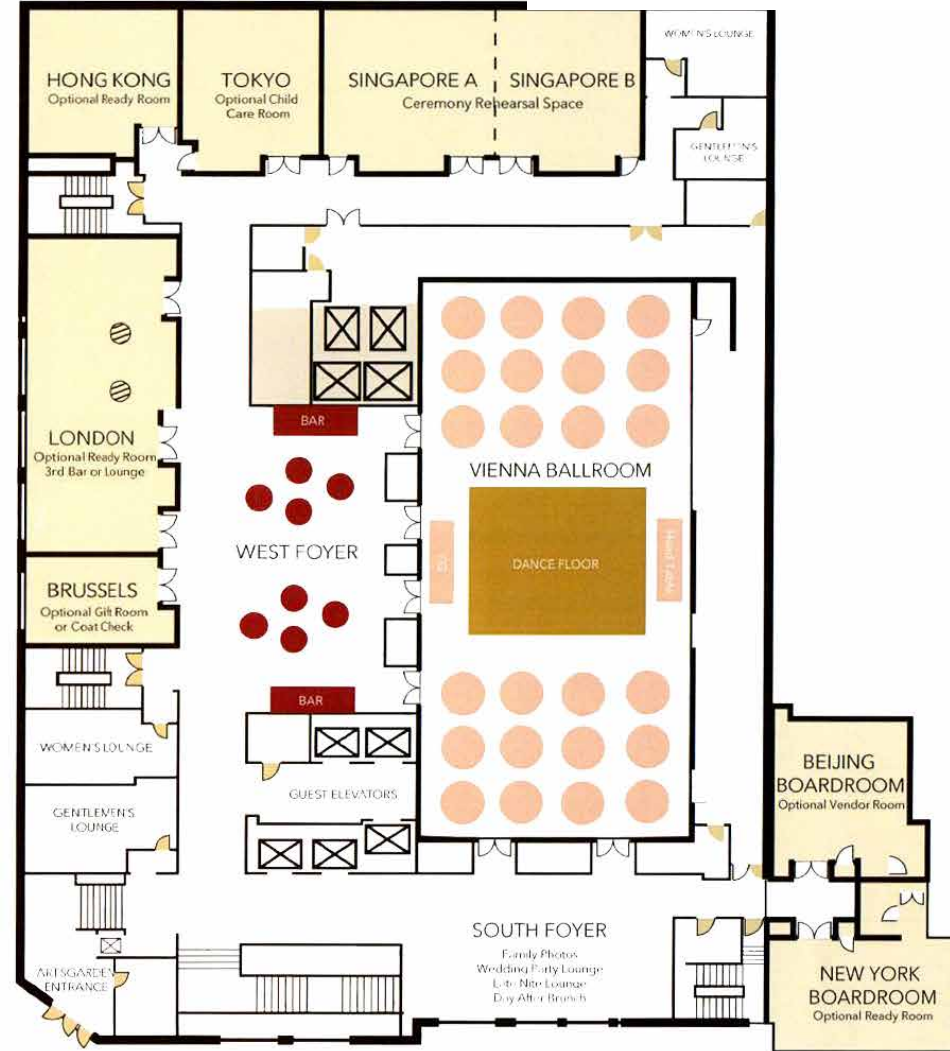 HONG KONG
Optional Ready Room
TOKYO
Optional Child
Care Room
SINGAPORE A
SINGAPORE B
Ceremony Rehearsal Space
WOMEN'S LOUNGE
GENTLEMEN'S
LOUNGE
LONDON
Optional Ready Room
3rd Bar or Lounge
BAR
VIENNA BALLROOM
WEST FOYER
DJ
DANCE FLOOR
Head Table
BRUSSELS
Optional Gift Room
or Coat Check
BAR
WOMEN'S LOUNGE
GUEST ELEVATORS
GENTLEMEN'S
LOUNGE
BEIJING
BOARDROOM
Optional Vendor Room
SOUTH FOYER
Family Photos
Wedding Party Lounge
Late Nite Lounge
Day After Brunch
ARTSGARDEN
ENTRANCE
NEW YORK
BOARDROOM
Optional Ready Room